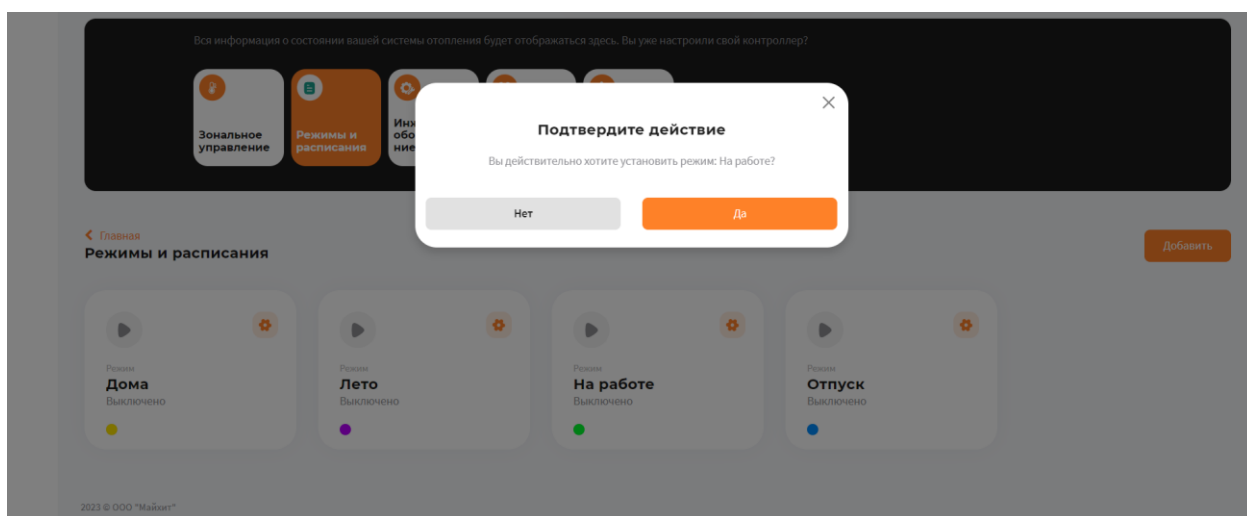 Вся информация о состоянии вашей системы отопления будет отображаться здесь. Вы уже настроили свой контроллер?
Зональное
управление
Режимы и
расписания
Подтвердите действие
Вы действительно хотите установить режим: На работе?
Нет
Да
Главная
Режимы и расписания
Добавить
Режим
Дома
Выключено
Режим
Лето
Выключено
Режим
На работе
Выключено
Режим
Отпуск
Выключено
2023 © ООО "Майхит"